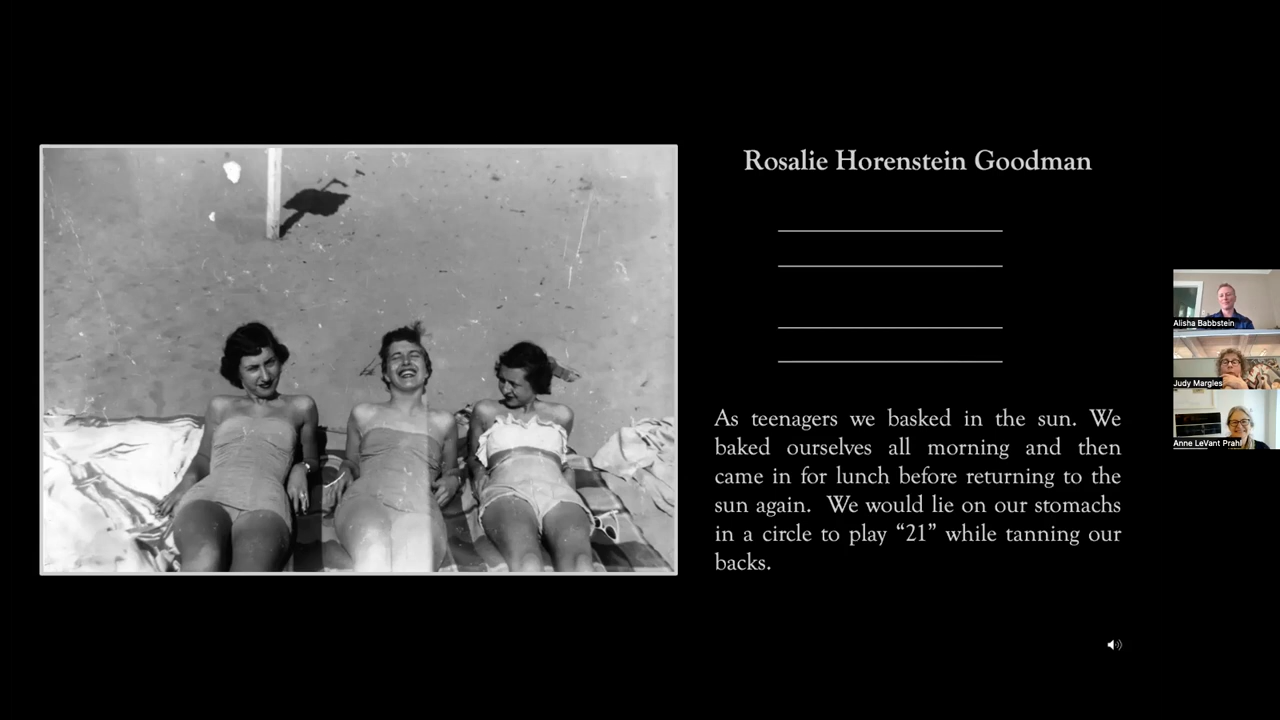 Rosalie Horenstein Goodman
As teenagers we basked in the sun. We
baked ourselves all morning and then
came in for lunch before returning to the
sun again. We would lie on our stomachs
in a circle to play “21” while tanning our
backs.
Alisha Babbstein
Judy Margles
Anne LeVant Prahl